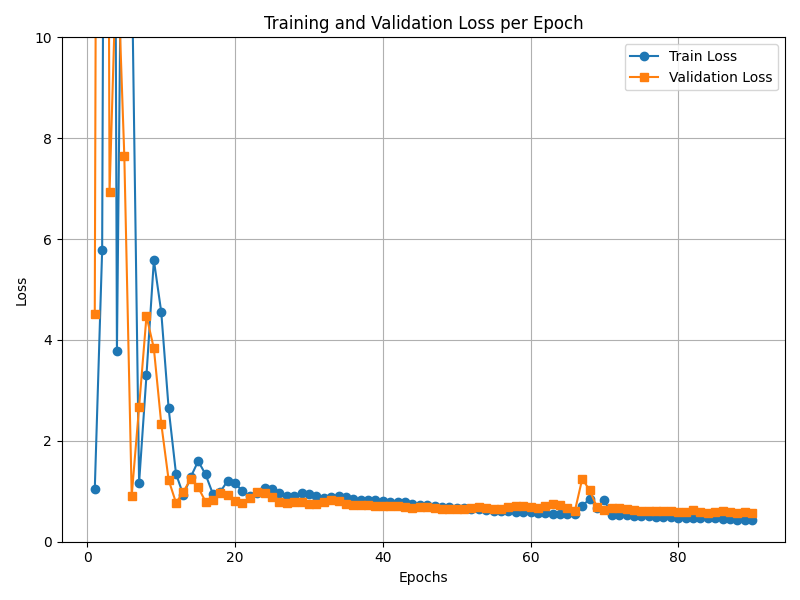 Training and Validation Loss per Epoch
Train Loss
Validation Loss
10
8
6
4
2
0
Loss
0 20 40 60 80
Epochs